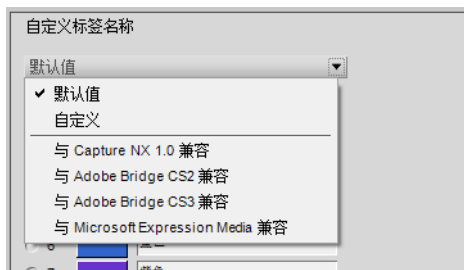 自定义标签名称
默认值
默认值
自定义
与 Capture NX 1.0 兼容
与 Adobe Bridge CS2 兼容
与 Adobe Bridge CS3 兼容
与 Microsoft Expression Media 兼容